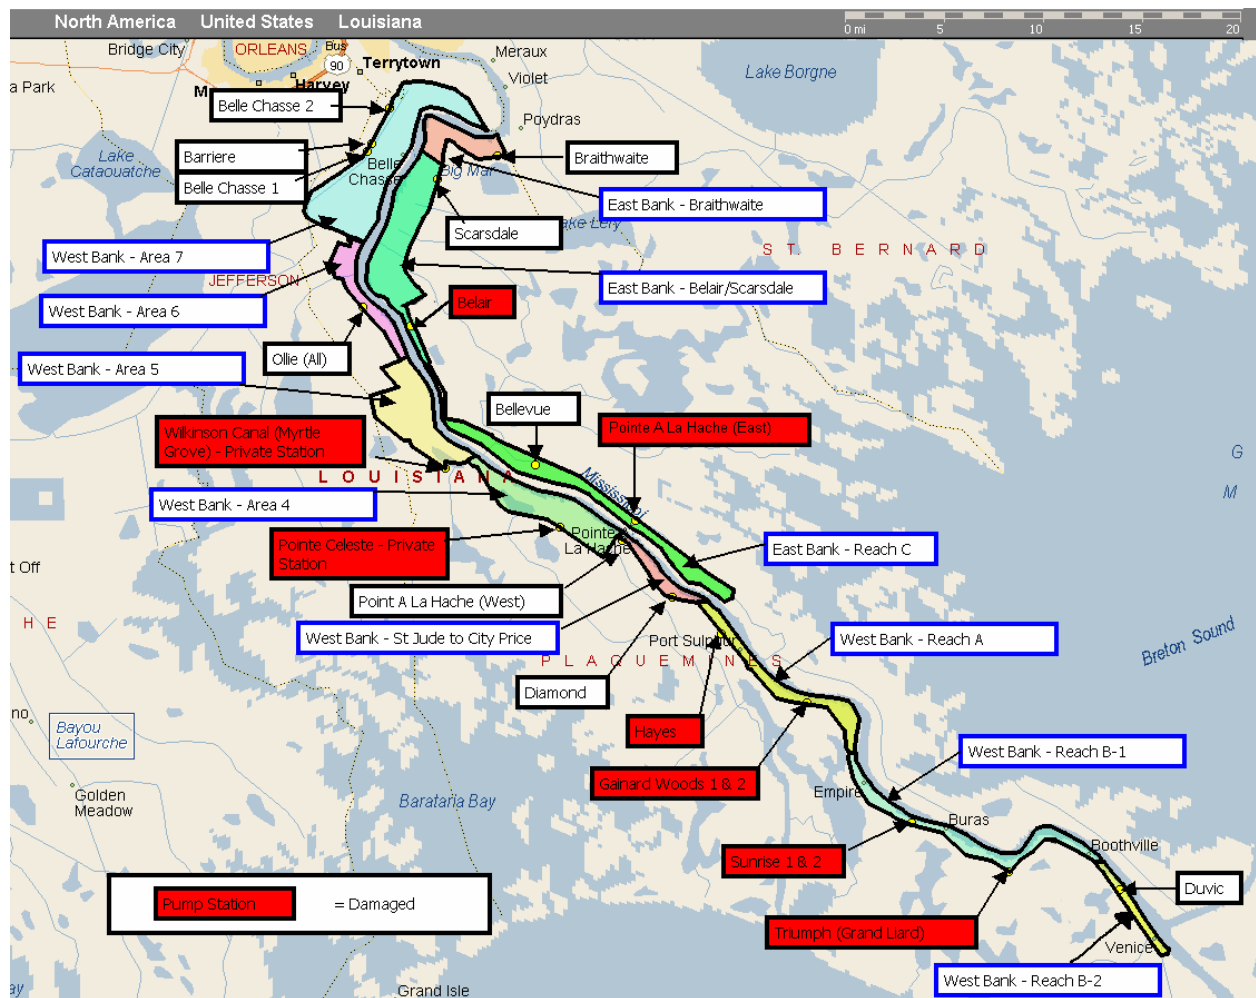 North America United States Louisiana
0 mi 5 10 15 20
Bridge City
ORLEANS
Bus
90
Terrytown
Meraux
Violet
Lake Borgne
a Park
Harvey
Belle Chasse 2
Poydras
Lake
Cataouatche
Barriere
Belle
Chasse
Big Mar
Braithwaite
Belle Chasse 1
East Bank - Braithwaite
Scarsdale
ST. BERNARD
West Bank - Area 7
JEFFERSON
East Bank - Belair/Scarsdale
West Bank - Area 6
Belair
Ollie (All)
West Bank - Area 5
Bellevue
Wilkinson Canal (Myrtle
Grove) - Private Station
Pointe A La Hache (East)
LOUISIANA
Mississippi
G
M
West Bank - Area 4
Pointe Celeste - Private
Station
Pointe A
La Hache
East Bank - Reach C
t Off
Point A La Hache (West)
HE
West Bank - St Jude to City Price
Port Sulphur
West Bank - Reach A
Breton Sound
PLAQUEMINES
Diamond
no
Bayou
Lafourche
Hayes
West Bank - Reach B-1
Gainard Woods 1 & 2
Empire
Golden
Meadow
Barataria Bay
Buras
Boothville
Sunrise 1 & 2
Duvic
Pump Station = Damaged
Triumph (Grand Liard)
Venice
West Bank - Reach B-2
ay
Grand Isle